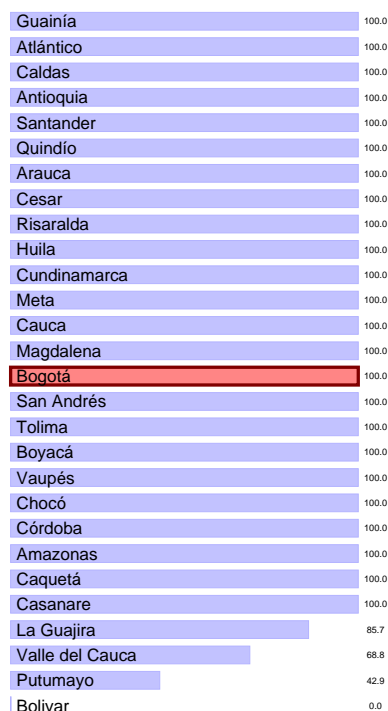 Guainía 100.0
Atlántico 100.0
Caldas 100.0
Antioquia 100.0
Santander 100.0
Quindío 100.0
Arauca 100.0
Cesar 100.0
Risaralda 100.0
Huila 100.0
Cundinamarca 100.0
Meta 100.0
Cauca 100.0
Magdalena 100.0
Bogotá 100.0
San Andrés 100.0
Tolima 100.0
Boyacá 100.0
Vaupés 100.0
Chocó 100.0
Córdoba 100.0
Amazonas 100.0
Caquetá 100.0
Casanare 100.0
La Guajira 85.7
Valle del Cauca 68.8
Putumayo 42.9
Bolivar 0.0